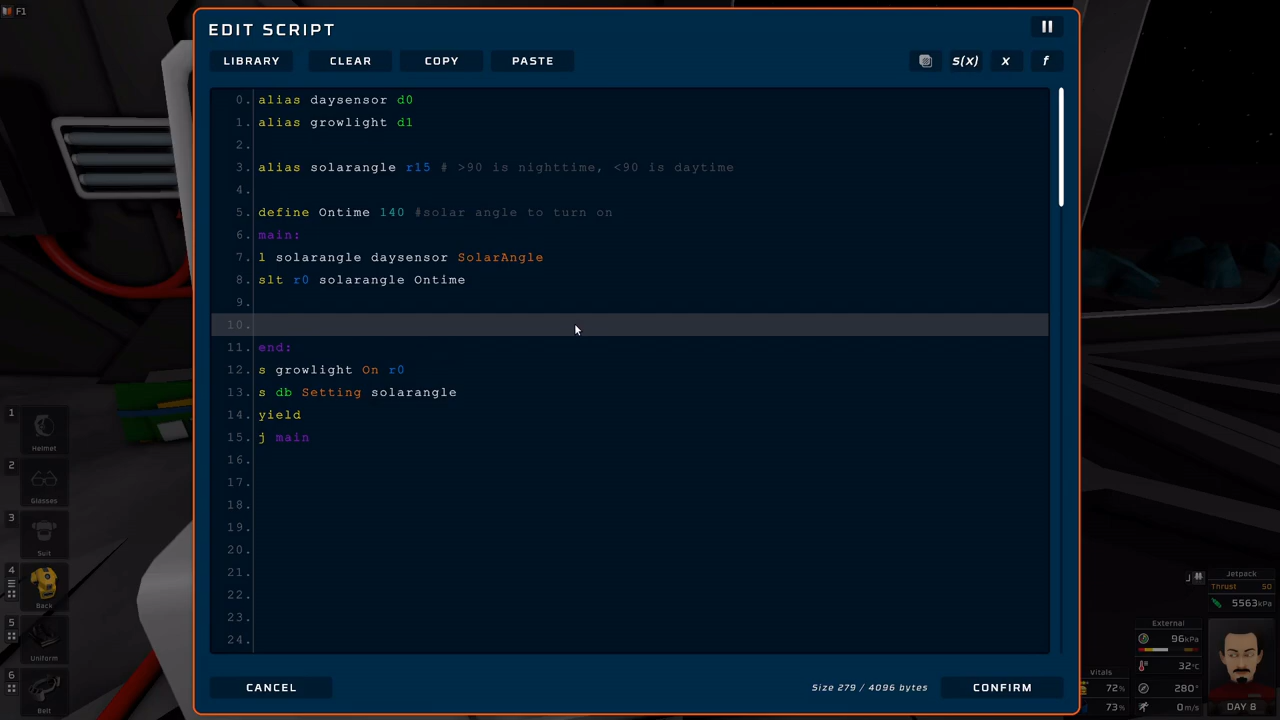 F1
EDIT SCRIPT
LIBRARY CLEAR COPY PASTE S(X) X f
0. alias daysensor d0
1. alias growlight d1
2.
3. alias solarangle r15 # >90 is nighttime, <90 is daytime
4.
5. define Ontime 140 #solar angle to turn on
6. main:
7. l solarangle daysensor SolarAngle
8. slt r0 solarangle Ontime
9.
10.
11. end:
12. s growlight On r0
13. s db Setting solarangle
14. yield
15. j main
16.
17.
18.
19.
20.
21.
22.
23.
24.
CANCEL Size 279 / 4096 bytes CONFIRM
1 Helmet
2 Glasses
3 Suit
4 Back
5 Uniform
6 Belt
Jetpack
Thrust 50
5563kPa
External
96kPa
32°C
280°
0m/s
Vitals
72%
73%
DAY 8